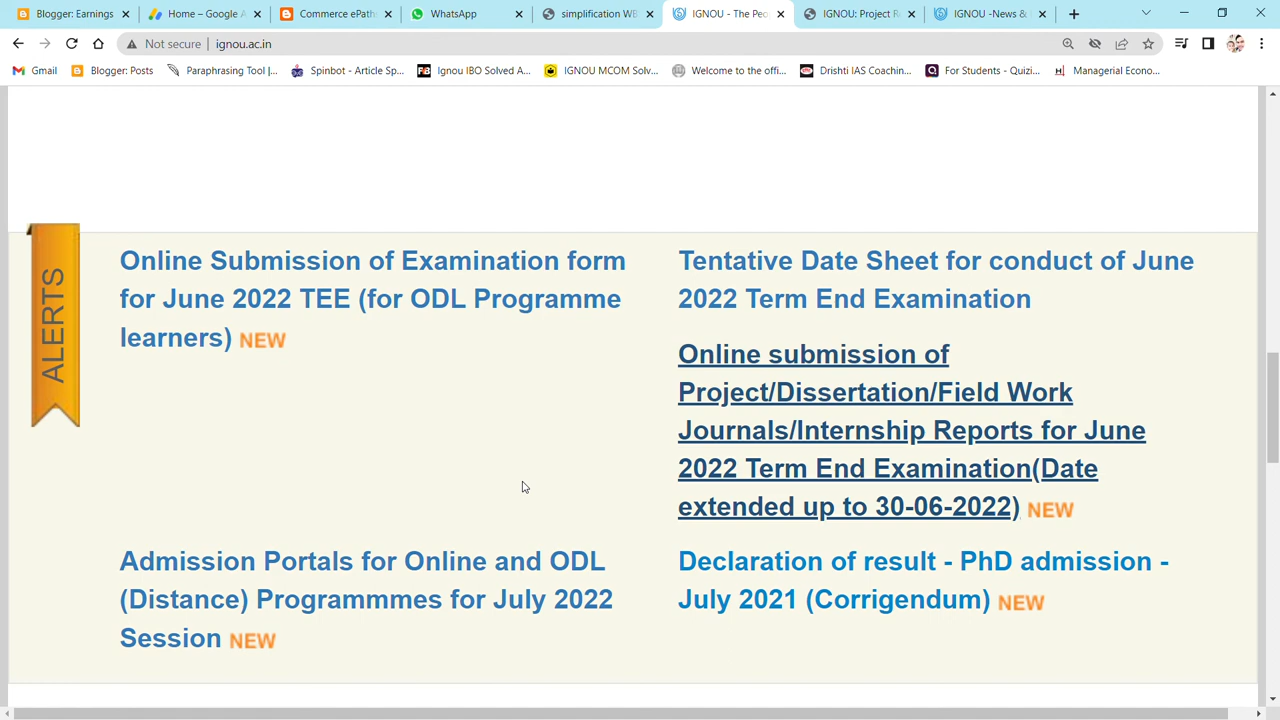 Blogger: Earnings
Home – Google A
Commerce ePath
WhatsApp
simplification WB
IGNOU - The Peo
IGNOU: Project R
IGNOU -News &
Not secure
ignou.ac.in
Gmail
Blogger: Posts
Paraphrasing Tool |...
Spinbot - Article Sp...
Ignou IBO Solved A...
IGNOU MCOM Solv...
Welcome to the offi...
Drishti IAS Coachin...
For Students - Quizi...
Managerial Econo...
ALERTS
Online Submission of Examination form
for June 2022 TEE (for ODL Programme
learners) NEW
Tentative Date Sheet for conduct of June
2022 Term End Examination
Online submission of
Project/Dissertation/Field Work
Journals/Internship Reports for June
2022 Term End Examination(Date
extended up to 30-06-2022) NEW
Admission Portals for Online and ODL
(Distance) Programmmes for July 2022
Session NEW
Declaration of result - PhD admission -
July 2021 (Corrigendum) NEW